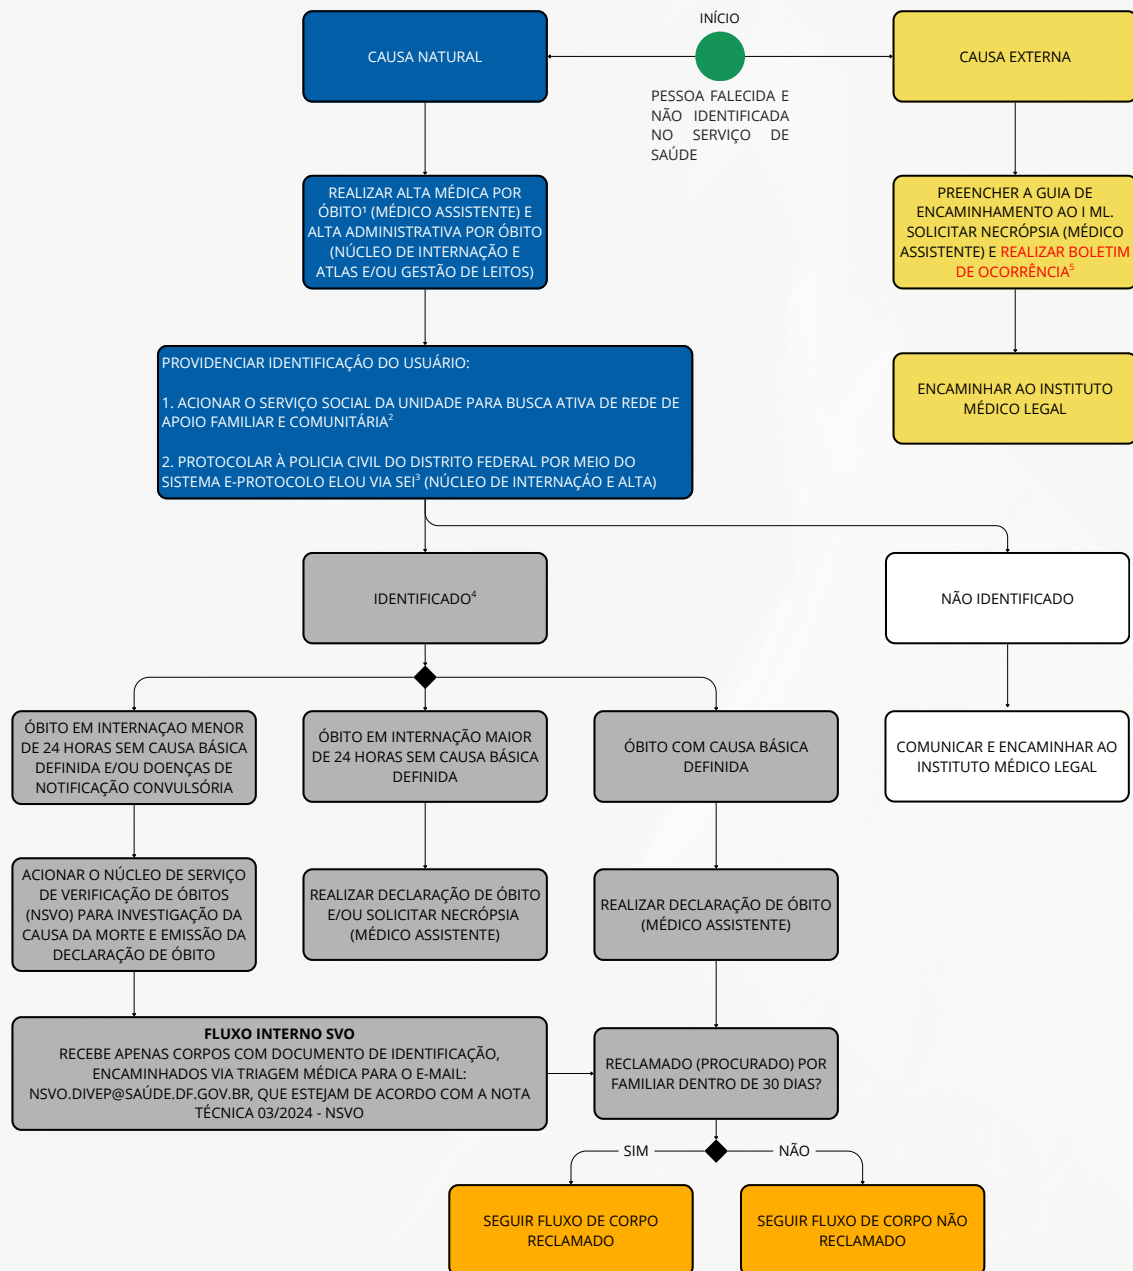 INÍCIO
CAUSA NATURAL
CAUSA EXTERNA
PESSOA FALECIDA E
NÃO IDENTIFICADA
NO SERVIÇO DE
SAÚDE
REALIZAR ALTA MÉDICA POR
ÓBITO¹ (MÉDICO ASSISTENTE) E
ALTA ADMINISTRATIVA POR ÓBITO
(NÚCLEO DE INTERNAÇÃO E
ATLAS E/OU GESTÃO DE LEITOS)
PREENCHER A GUIA DE
ENCAMINHAMENTO AO I ML.
SOLICITAR NECRÓPSIA (MÉDICO
ASSISTENTE) E REALIZAR BOLETIM
DE OCORRÊNCIA⁵
PROVIDENCIAR IDENTIFICAÇÁO DO USUÁRIO:
1. ACIONAR O SERVIÇO SOCIAL DA UNIDADE PARA BUSCA ATIVA DE REDE DE
APOIO FAMILIAR E COMUNITÁRIA²
2. PROTOCOLAR À POLICIA CIVIL DO DISTRITO FEDERAL POR MEIO DO
SISTEMA E-PROTOCOLO ELOU VIA SEI³ (NÚCLEO DE INTERNAÇÁO E ALTA)
ENCAMINHAR AO INSTITUTO
MÉDICO LEGAL
IDENTIFICADO⁴
NÃO IDENTIFICADO
ÓBITO EM INTERNAÇAO MENOR
DE 24 HORAS SEM CAUSA BÁSICA
DEFINIDA E/OU DOENÇAS DE
NOTIFICAÇÃO CONVULSÓRIA
ÓBITO EM INTERNAÇÃO MAIOR
DE 24 HORAS SEM CAUSA BÁSICA
DEFINIDA
ÓBITO COM CAUSA BÁSICA
DEFINIDA
COMUNICAR E ENCAMINHAR AO
INSTITUTO MÉDICO LEGAL
ACIONAR O NÚCLEO DE SERVIÇO
DE VERIFICAÇÃO DE ÓBITOS
(NSVO) PARA INVESTIGAÇÃO DA
CAUSA DA MORTE E EMISSÃO DA
DECLARAÇÃO DE ÓBITO
REALIZAR DECLARAÇÃO DE ÓBITO
E/OU SOLICITAR NECRÓPSIA
(MÉDICO ASSISTENTE)
REALIZAR DECLARAÇÃO DE ÓBITO
(MÉDICO ASSISTENTE)
FLUXO INTERNO SVO
RECEBE APENAS CORPOS COM DOCUMENTO DE IDENTIFICAÇÃO,
ENCAMINHADOS VIA TRIAGEM MÉDICA PARA O E-MAIL:
NSVO.DIVEP@SAÚDE.DF.GOV.BR, QUE ESTEJAM DE ACORDO COM A NOTA
TÉCNICA 03/2024 - NSVO
RECLAMADO (PROCURADO) POR
FAMILIAR DENTRO DE 30 DIAS?
SIM
NÃO
SEGUIR FLUXO DE CORPO
RECLAMADO
SEGUIR FLUXO DE CORPO NÃO
RECLAMADO